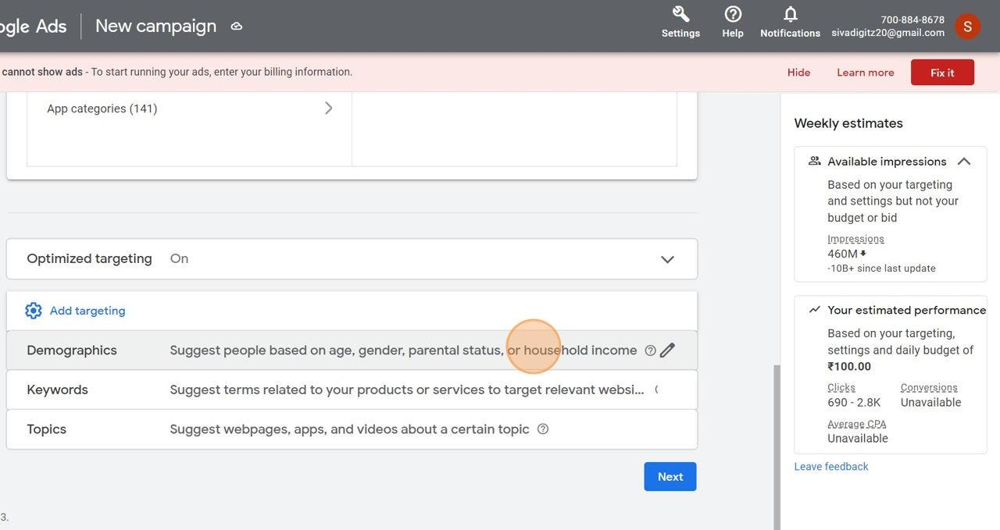 ogle Ads
New campaign
Settings
Help
Notifications
700-884-8678
sivadigitz20@gmail.com
S
cannot show ads - To start running your ads, enter your billing information.
Hide
Learn more
Fix it
App categories (141)
Optimized targeting On
Add targeting
Demographics Suggest people based on age, gender, parental status, or household income
Keywords Suggest terms related to your products or services to target relevant websi...
Topics Suggest webpages, apps, and videos about a certain topic
Next
3.
Weekly estimates
Available impressions
Based on your targeting
and settings but not your
budget or bid
Impressions
460M
-10B+ since last update
Your estimated performance
Based on your targeting,
settings and daily budget of
₹100.00
Clicks Conversions
690 - 2.8K Unavailable
Average CPA
Unavailable
Leave feedback